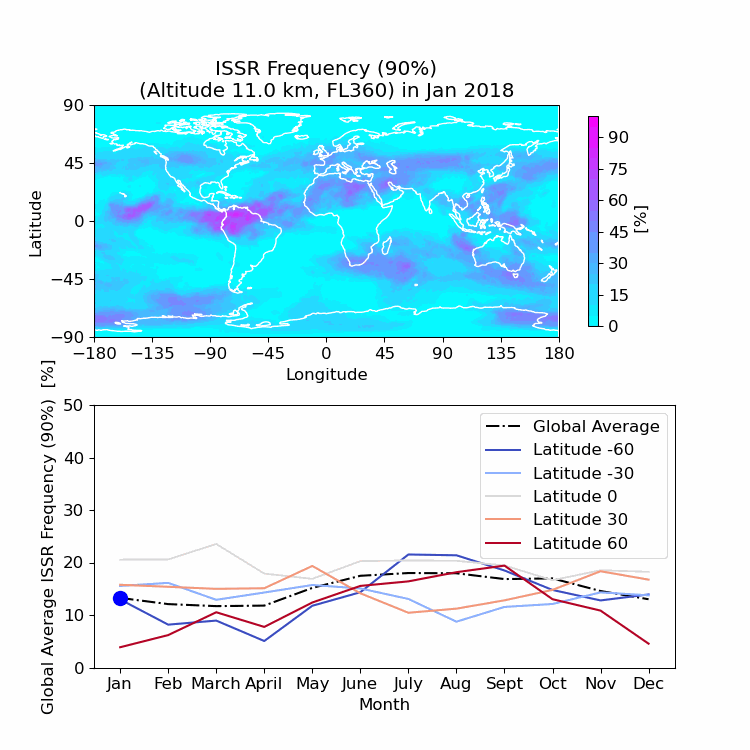 ISSR Frequency (90%)
(Altitude 11.0 km, FL360) in Jan 2018
90
45
0
−45
−90
Latitude
−180 −135 −90 −45 0 45 90 135 180
Longitude
90
75
60
45
30
15
0
[%]
50
40
30
20
10
0
Global Average ISSR Frequency (90%) [%]
Global Average
Latitude -60
Latitude -30
Latitude 0
Latitude 30
Latitude 60
Jan Feb March April May June July Aug Sept Oct Nov Dec
Month